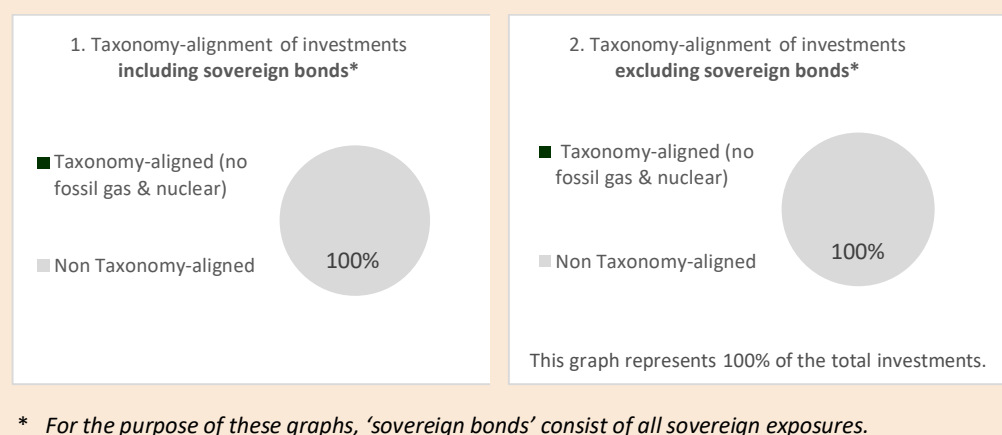 1. Taxonomy-alignment of investments
including sovereign bonds*
Taxonomy-aligned (no
fossil gas & nuclear)
Non Taxonomy-aligned
100%
2. Taxonomy-alignment of investments
excluding sovereign bonds*
Taxonomy-aligned (no
fossil gas & nuclear)
Non Taxonomy-aligned
100%
This graph represents 100% of the total investments.
* For the purpose of these graphs, ‘sovereign bonds’ consist of all sovereign exposures.